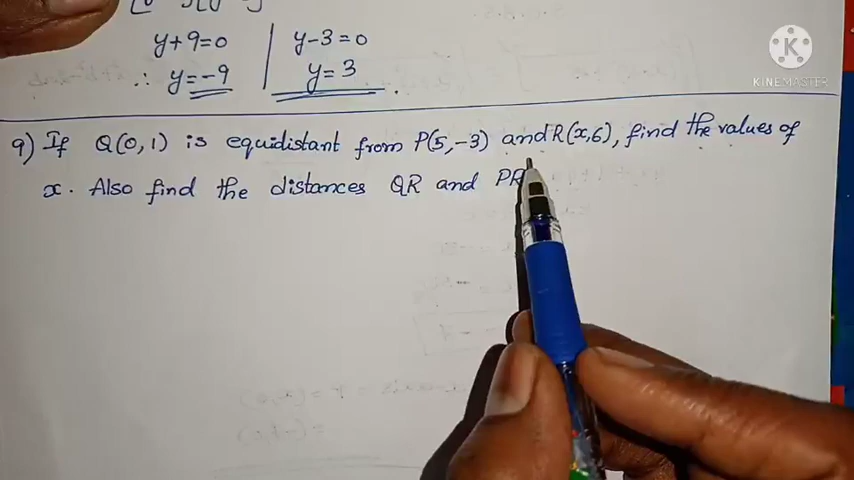 y+9=0 y-3=0
∴ y=-9 y=3.
K
KINEMASTER
9) If Q(0,1) is equidistant from P(5,-3) and R(x,6), find the values of
x. Also find the distances QR and PR